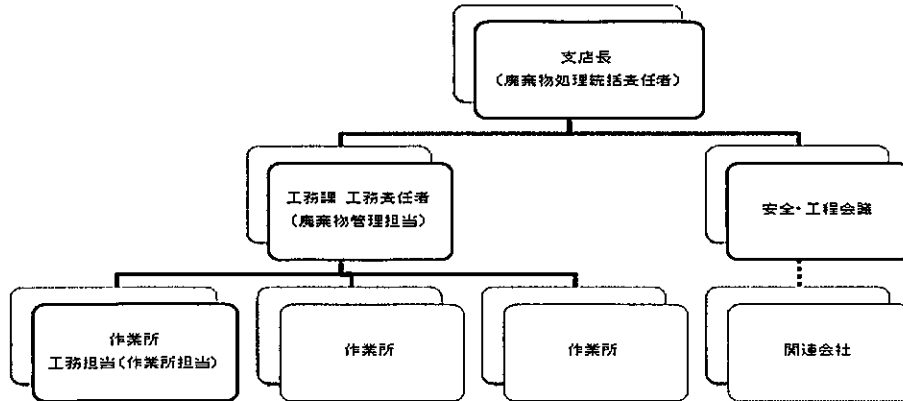 支店長
(廃棄物処理統括責任者)
工務課 工務責任者
(廃棄物管理担当)
安全・工程会議
作業所
工務担当(作業所担当)
作業所
作業所
関連会社